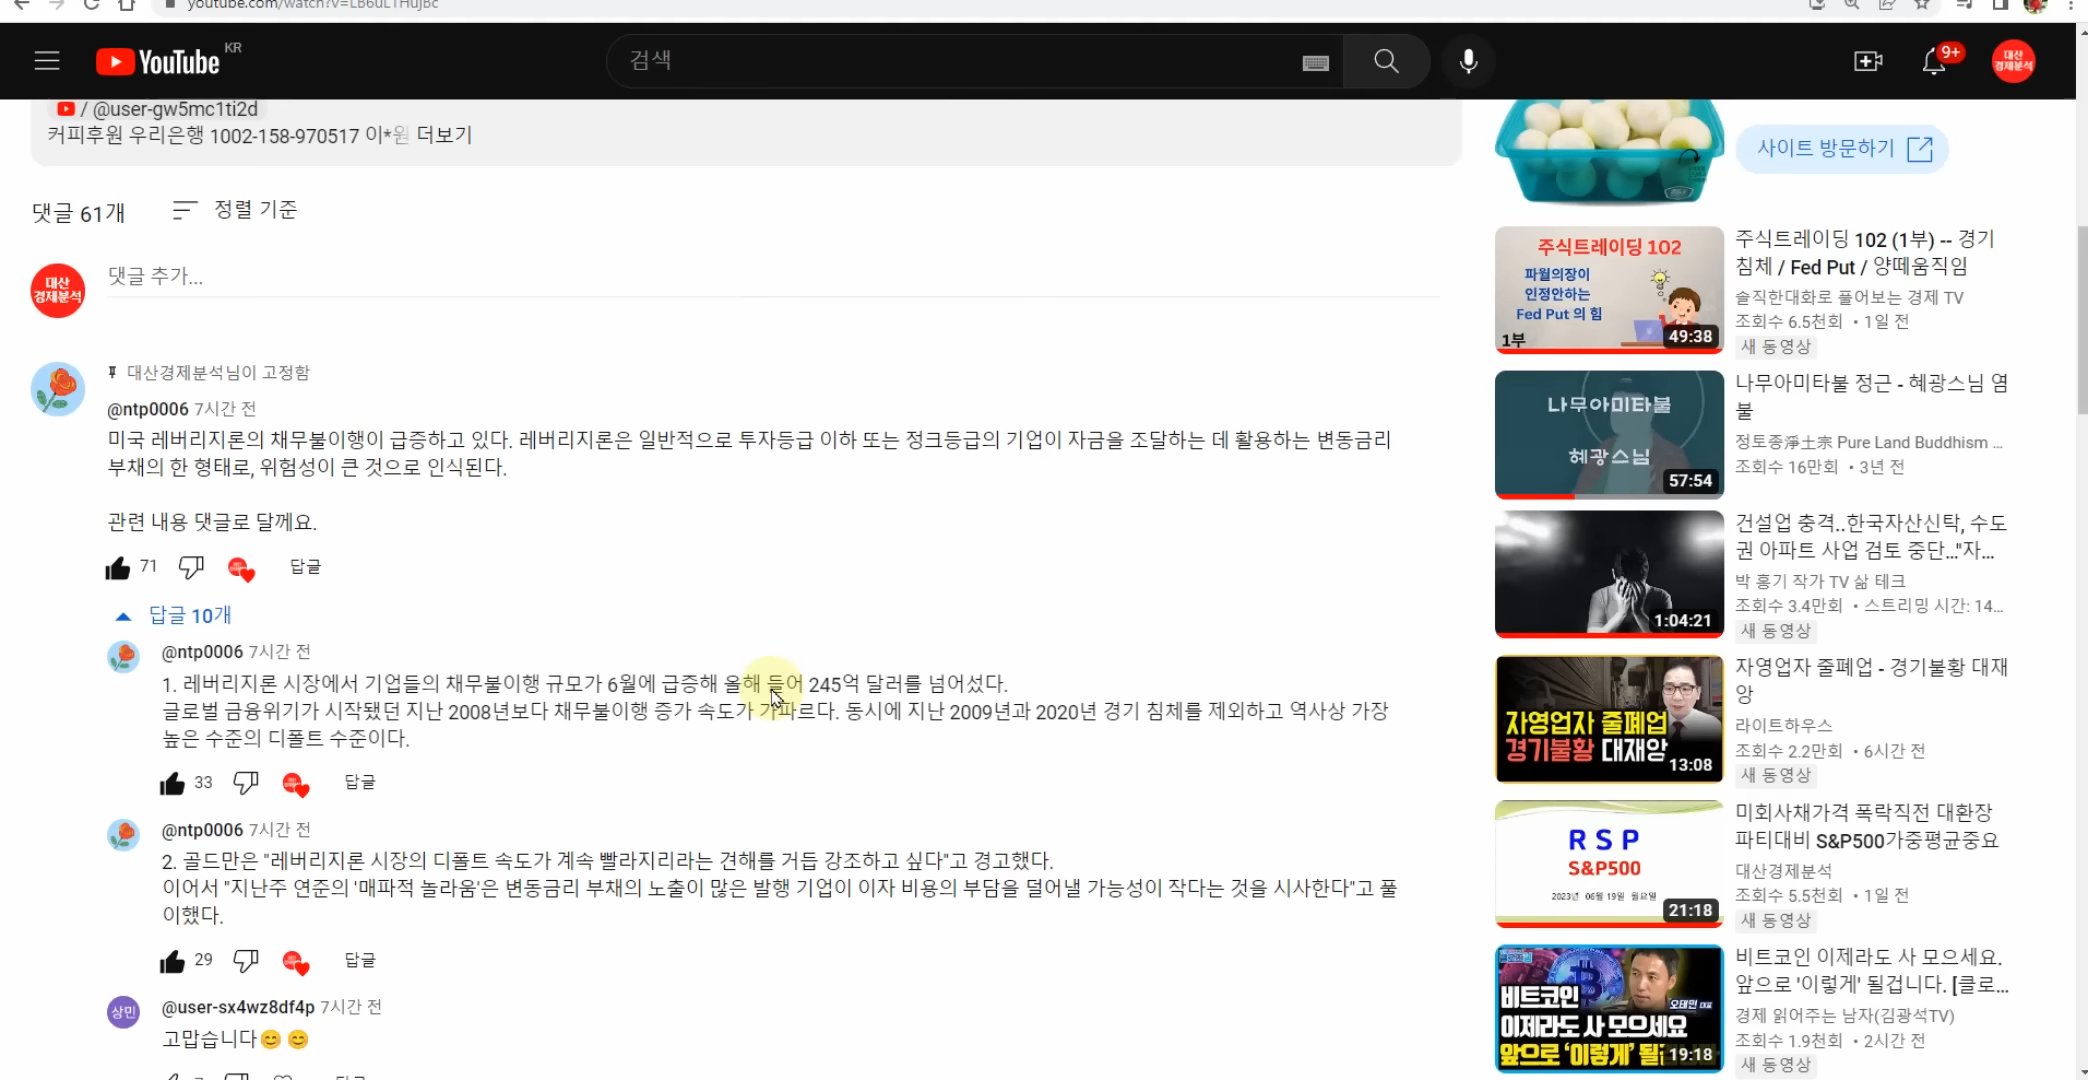 YouTube KR
검색
9+
대산
경제분석
/ @user-gw5mc1ti2d
커피후원 우리은행 1002-158-970517 이*원 더보기
댓글 61개
정렬 기준
대산
경제분석
댓글 추가...
대산경제분석님이 고정함
@ntp0006 7시간 전
미국 레버리지론의 채무불이행이 급증하고 있다. 레버리지론은 일반적으로 투자등급 이하 또는 정크등급의 기업이 자금을 조달하는 데 활용하는 변동금리
부채의 한 형태로, 위험성이 큰 것으로 인식된다.
관련 내용 댓글로 달께요.
71
답글
답글 10개
@ntp0006 7시간 전
1. 레버리지론 시장에서 기업들의 채무불이행 규모가 6월에 급증해 올해 들어 245억 달러를 넘어섰다.
글로벌 금융위기가 시작됐던 지난 2008년보다 채무불이행 증가 속도가 가파르다. 동시에 지난 2009년과 2020년 경기 침체를 제외하고 역사상 가장
높은 수준의 디폴트 수준이다.
33
답글
@ntp0006 7시간 전
2. 골드만은 "레버리지론 시장의 디폴트 속도가 계속 빨라지리라는 견해를 거듭 강조하고 싶다"고 경고했다.
이어서 "지난주 연준의 '매파적 놀라움'은 변동금리 부채의 노출이 많은 발행 기업이 이자 비용의 부담을 덜어낼 가능성이 작다는 것을 시사한다"고 풀
이했다.
29
답글
상민
@user-sx4wz8df4p 7시간 전
고맙습니다😊 😊
사이트 방문하기
주식트레이딩 102
파월의장이
인정안하는
Fed Put 의 힘
1부
49:38
주식트레이딩 102 (1부) -- 경기
침체 / Fed Put / 양떼움직임
솔직한대화로 풀어보는 경제 TV
조회수 6.5천회 • 1일 전
새 동영상
나무아미타불
혜광스님
57:54
나무아미타불 정근 - 혜광스님 염
불
정토종淨土宗 Pure Land Buddhism ...
조회수 16만회 • 3년 전
1:04:21
건설업 충격..한국자산신탁, 수도
권 아파트 사업 검토 중단..."자...
박 홍기 작가 TV 삶 테크
조회수 3.4만회 • 스트리밍 시간: 14...
새 동영상
자영업자 줄폐업
경기불황 대재앙
13:08
자영업자 줄폐업 - 경기불황 대재
앙
라이트하우스
조회수 2.2만회 • 6시간 전
새 동영상
R S P
S&P500
2023년 06월 19일 월요일
21:18
미회사채가격 폭락직전 대환장
파티대비 S&P500가중평균중요
대산경제분석
조회수 5.5천회 • 1일 전
새 동영상
비트코인
오태민 대표
이제라도 사 모으세요
앞으로 '이렇게' 될
19:18
비트코인 이제라도 사 모으세요.
앞으로 '이렇게' 될겁니다. [클로...
경제 읽어주는 남자(김광석TV)
조회수 1.9천회 • 2시간 전
새 동영상